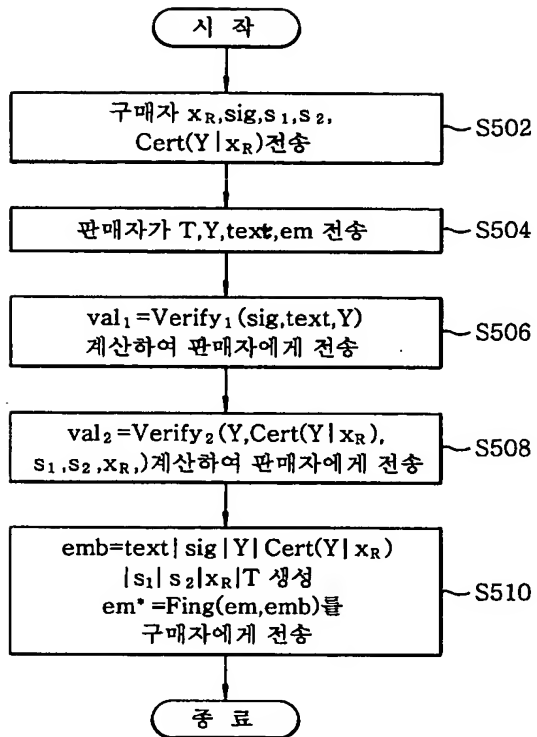 시 작
구매자 xR,sig,s1,s2,
Cert(Y|xR)전송
S502
판매자가 T,Y,text,em 전송
S504
val1=Verify1(sig,text,Y)
계산하여 판매자에게 전송
S506
val2=Verify2(Y,Cert(Y|xR),
s1,s2,xR,)계산하여 판매자에게 전송
S508
emb=text|sig|Y|Cert(Y|xR)
|s1|s2|xR|T 생성
em*=Fing(em,emb)를
구매자에게 전송
S510
종 료